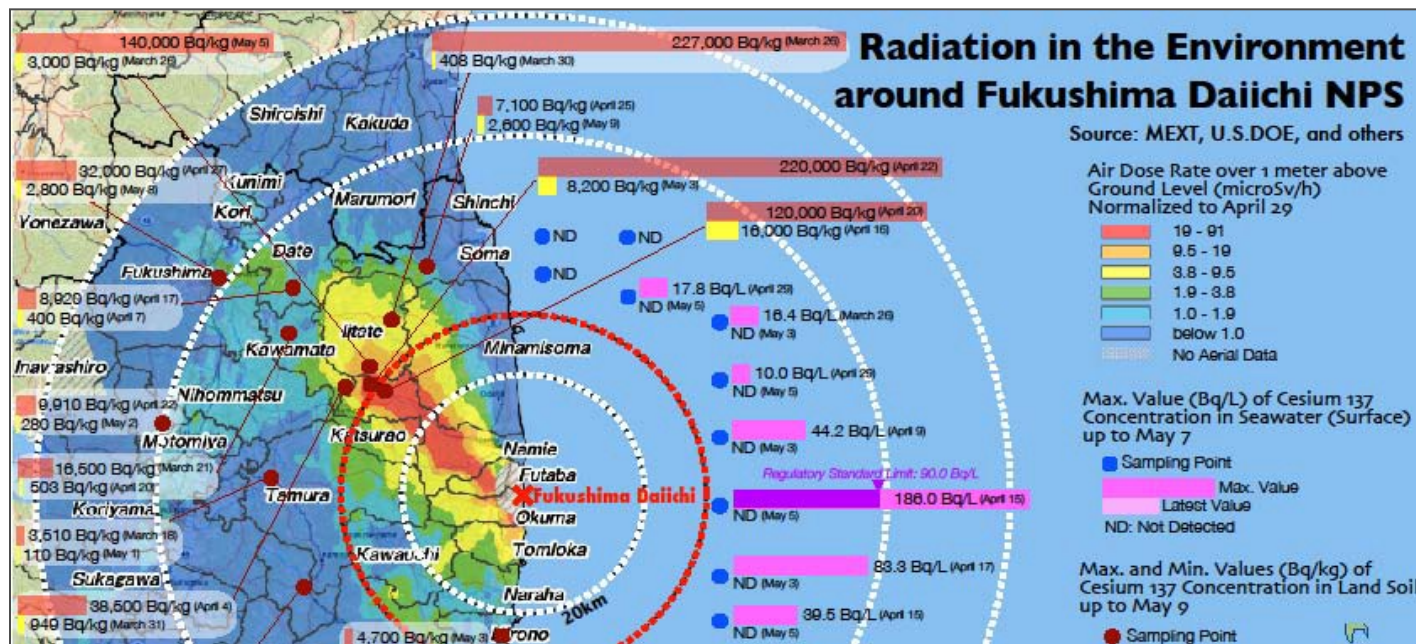 Radiation in the Environment
around Fukushima Daiichi NPS
Source: MEXT, U.S.DOE, and others
Air Dose Rate over 1 meter above
Ground Level (microSv/h)
Normalized to April 29
19 - 91
9.5 - 19
3.8 - 9.5
1.9 - 3.8
1.0 - 1.9
below 1.0
No Aerial Data
Max. Value (Bq/L) of Cesium 137
Concentration in Seawater (Surface)
up to May 7
Sampling Point
Max. Value
Latest Value
ND: Not Detected
Max. and Min. Values (Bq/kg) of
Cesium 137 Concentration in Land Soil
up to May 9
Sampling Point
140,000 Bq/kg (May 5)
3,000 Bq/kg (March 26)
227,000 Bq/kg (March 26)
408 Bq/kg (March 30)
7,100 Bq/kg (April 25)
2,600 Bq/kg (May 9)
32,000 Bq/kg (April 27)
2,800 Bq/kg (May 8)
220,000 Bq/kg (April 22)
8,200 Bq/kg (May 3)
120,000 Bq/kg (April 20)
16,000 Bq/kg (April 16)
8,920 Bq/kg (April 17)
400 Bq/kg (April 7)
9,910 Bq/kg (April 22)
280 Bq/kg (May 2)
16,500 Bq/kg (March 21)
503 Bq/kg (April 20)
3,510 Bq/kg (March 18)
110 Bq/kg (May 1)
38,500 Bq/kg (April 4)
949 Bq/kg (March 31)
4,700 Bq/kg (May 3)
Shiroishi
Kakuda
Kunimi
Marumori
Shinchi
Yonezawa
Kori
Date
Soma
Fukushima
Iitate
Kawamata
Minamisoma
Inawashiro
Nihommatsu
Motomiya
Katsurao
Namie
Futaba
Tamura
Fukushima Daiichi
Koriyama
Okuma
Kawauchi
Tomioka
Sukagawa
Naraha
20km
Hirono
ND
ND
ND
17.8 Bq/L (April 29)
ND (May 5)
16.4 Bq/L (March 26)
ND (May 3)
10.0 Bq/L (April 29)
ND (May 5)
44.2 Bq/L (April 9)
ND (May 3)
Regulatory Standard Limit: 90.0 Bq/L
186.0 Bq/L (April 15)
ND (May 5)
83.3 Bq/L (April 17)
ND (May 3)
39.5 Bq/L (April 15)
ND (May 5)